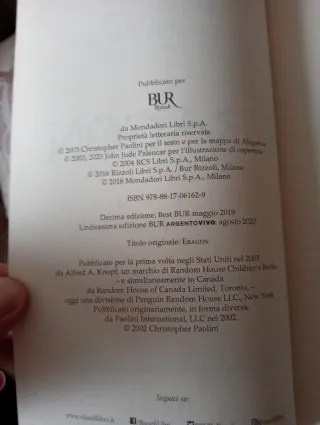 Pubblicato per
BUR
Rizzoli
da Mondadori Libri S.p.A.
Proprietà letteraria riservata
© 2003 Christopher Paolini per il testo e per la mappa di Alagaësia
© 2003, 2020 John Jude Palencar per l'illustrazione di copertina
© 2004 RCS Libri S.p.A., Milano
© 2016 Rizzoli Libri S.p.A. / Bur Rizzoli, Milano
© 2018 Mondadori Libri S.p.A., Milano
ISBN 978-88-17-06162-9
Decima edizione: Best BUR maggio 2019
Undicesima edizione BUR ARGENTOVIVO: agosto 2020
Titolo originale: ERAGON
Pubblicato per la prima volta negli Stati Uniti nel 2003
da Alfred A. Knopf, un marchio di Random House Children's Books
– e simultaneamente in Canada
da Random House of Canada Limited, Toronto, –
oggi una divisione di Penguin Random House LLC., New York
Pubblicato originariamente, in forma diversa,
da Paolini International, LLC nel 2002.
© 2002 Christopher Paolini
Seguici su:
www.rizzolilibri.it